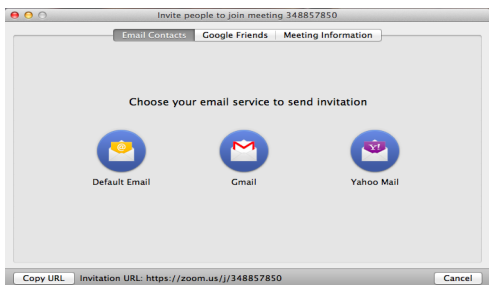 Invite people to join meeting 348857850
Email Contacts Google Friends Meeting Information
Choose your email service to send invitation
@ Y!
Default Email Gmail Yahoo Mail
Copy URL Invitation URL: https://zoom.us/j/348857850 Cancel